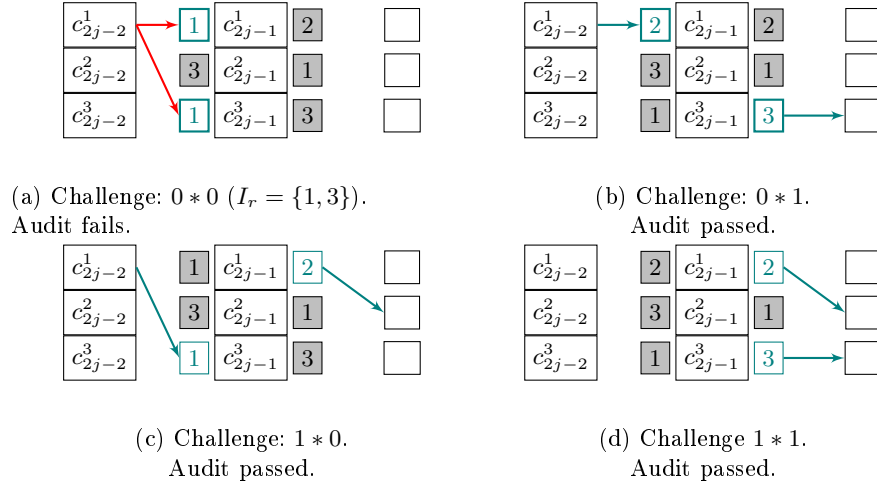 c^1_{2j-2} 1 c^1_{2j-1} 2
c^2_{2j-2} 3 c^2_{2j-1} 1
c^3_{2j-2} 1 c^3_{2j-1} 3
(a) Challenge: 0 * 0 (I_r = {1, 3}).
Audit fails.
c^1_{2j-2} 2 c^1_{2j-1} 2
c^2_{2j-2} 3 c^2_{2j-1} 1
c^3_{2j-2} 1 c^3_{2j-1} 3
(b) Challenge: 0 * 1.
Audit passed.
c^1_{2j-2} 1 c^1_{2j-1} 2
c^2_{2j-2} 3 c^2_{2j-1} 1
c^3_{2j-2} 1 c^3_{2j-1} 3
(c) Challenge: 1 * 0.
Audit passed.
c^1_{2j-2} 2 c^1_{2j-1} 2
c^2_{2j-2} 3 c^2_{2j-1} 1
c^3_{2j-2} 1 c^3_{2j-1} 3
(d) Challenge 1 * 1.
Audit passed.